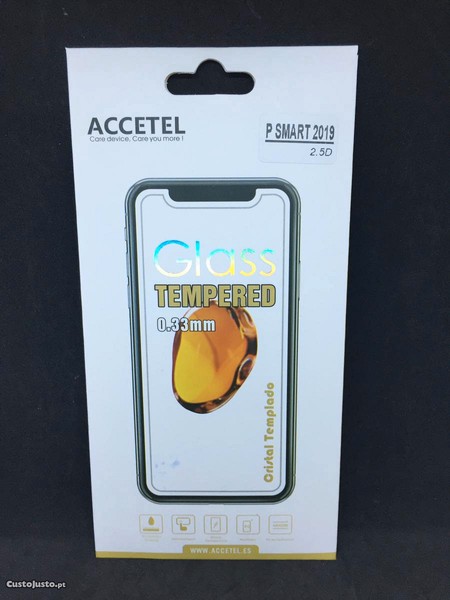 ACCETEL
Care device, Care you more !
P SMART 2019
2.5D
Glass
TEMPERED
0.33mm
Cristal Templado
WWW.ACCETEL.ES
CustoJusto.pt